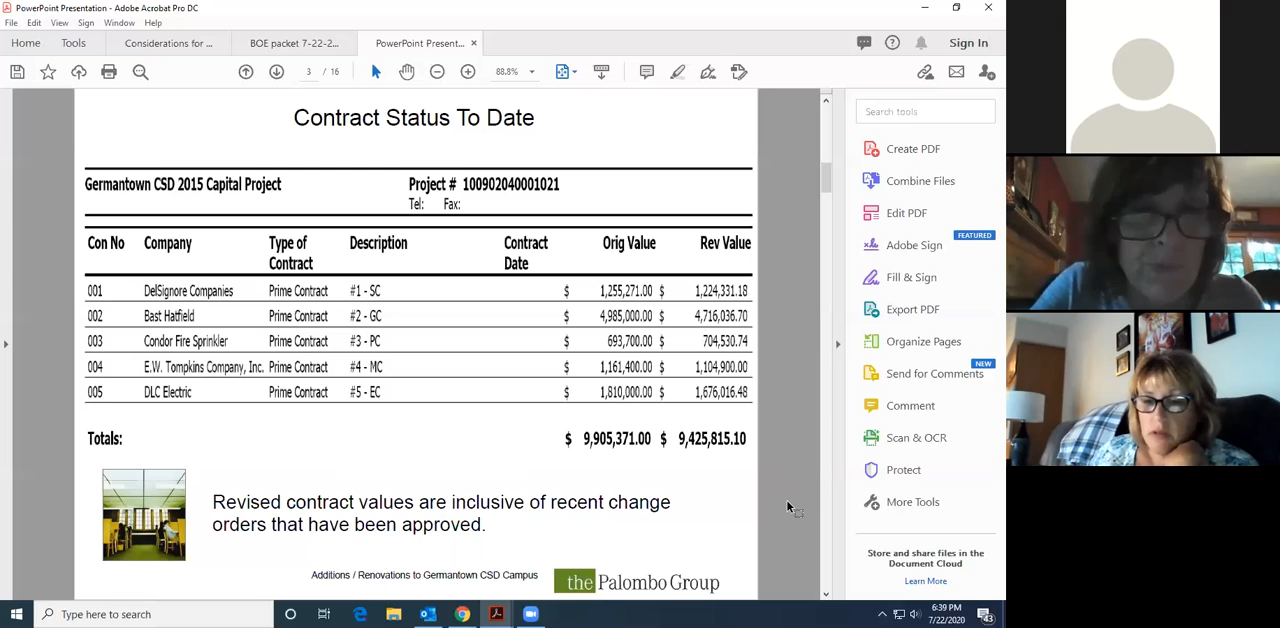 PowerPoint Presentation - Adobe Acrobat Pro DC
File Edit View Sign Window Help
Home Tools Considerations for ... BOE packet 7-22-2... PowerPoint Present... × Sign In
3 / 16 88.8%
Contract Status To Date
Germantown CSD 2015 Capital Project Project # 100902040001021
Tel: Fax:
Con No Company Type of Contract Description Contract Date Orig Value Rev Value
001 DelSignore Companies Prime Contract #1 - SC $ 1,255,271.00 $ 1,224,331.18
002 Bast Hatfield Prime Contract #2 - GC $ 4,985,000.00 $ 4,716,036.70
003 Condor Fire Sprinkler Prime Contract #3 - PC $ 693,700.00 $ 704,530.74
004 E.W. Tompkins Company, Inc. Prime Contract #4 - MC $ 1,161,400.00 $ 1,104,900.00
005 DLC Electric Prime Contract #5 - EC $ 1,810,000.00 $ 1,676,016.48
Totals: $ 9,905,371.00 $ 9,425,815.10
Revised contract values are inclusive of recent change
orders that have been approved.
Additions / Renovations to Germantown CSD Campus the Palombo Group
Search tools
Create PDF
Combine Files
Edit PDF
FEATURED
Adobe Sign
Fill & Sign
Export PDF
Organize Pages
NEW
Send for Comments
Comment
Scan & OCR
Protect
More Tools
Store and share files in the
Document Cloud
Learn More
Type here to search
6:39 PM
7/22/2020
43